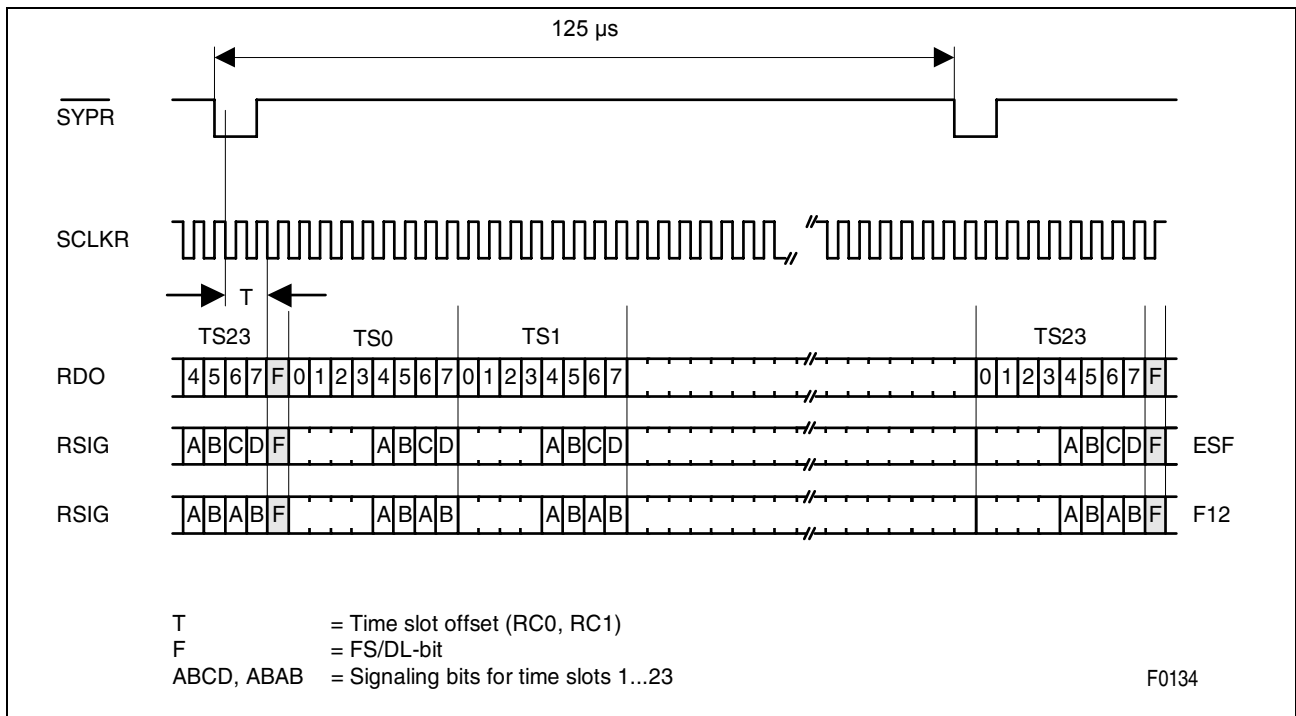 125 µs
SYPR
SCLKR
T
TS23 TS0 TS1 TS23
RDO 4 5 6 7 F 0 1 2 3 4 5 6 7 0 1 2 3 4 5 6 7 0 1 2 3 4 5 6 7 F
RSIG A B C D F A B C D A B C D A B C D F ESF
RSIG A B A B F A B A B A B A B A B A B F F12
T = Time slot offset (RC0, RC1)
F = FS/DL-bit
ABCD, ABAB = Signaling bits for time slots 1...23
F0134